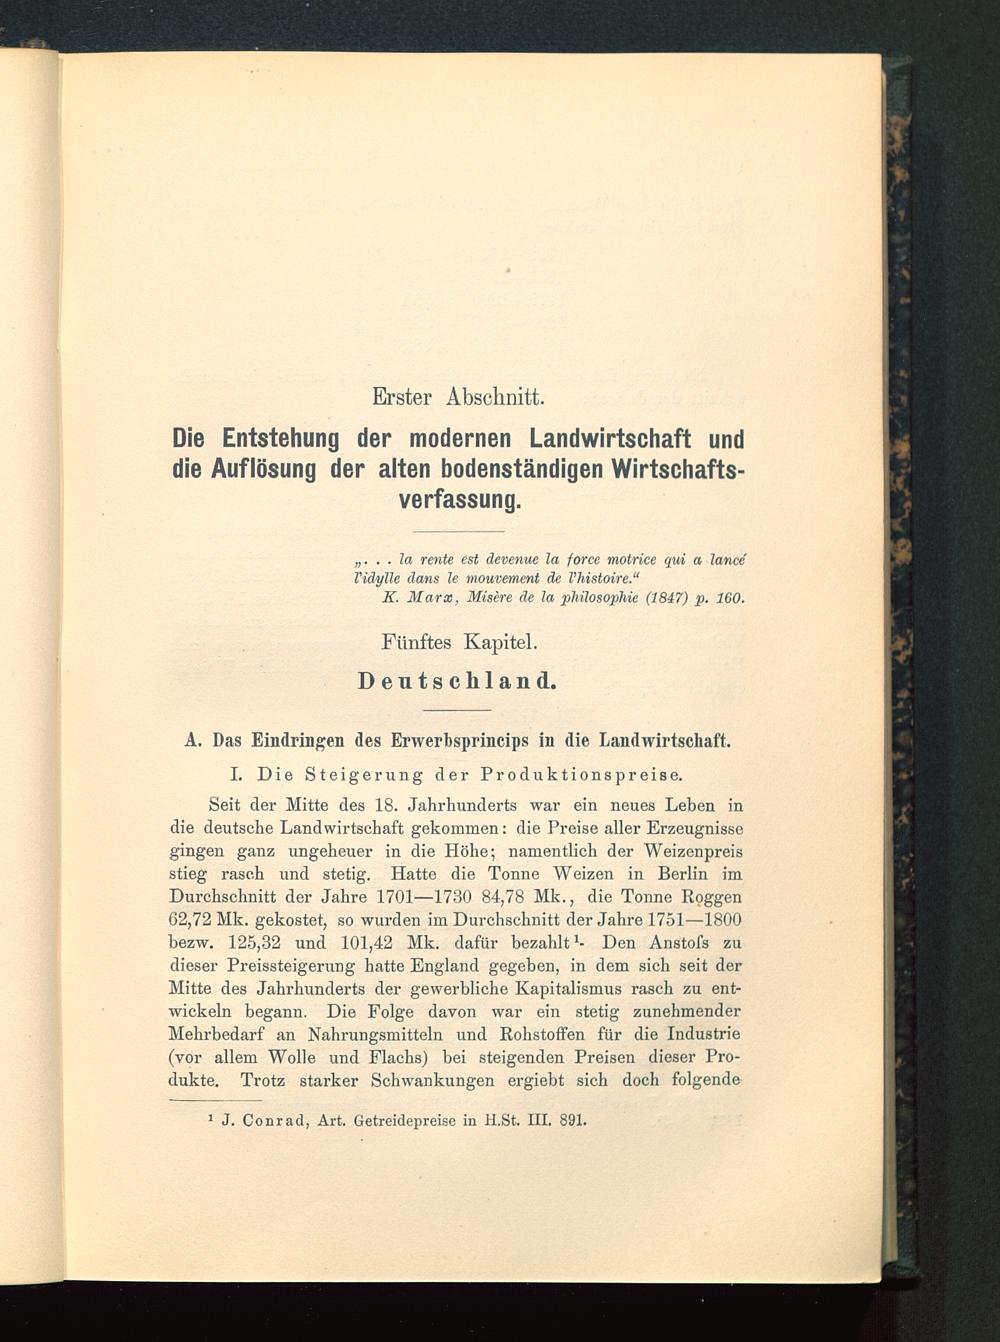 Erster Abschnitt.
Die Entstehung der modernen Landwirtschaft und
die Auflösung der alten bodenständigen Wirtschafts-
verfassung.
„. . . la rente est devenue la force motrice qui a lancé
l'idylle dans le mouvement de l'histoire.“
K. Marx, Misère de la philosophie (1847) p. 160.
Fünftes Kapitel.
Deutschland.
A. Das Eindringen des Erwerbsprincips in die Landwirtschaft.
I. Die Steigerung der Produktionspreise.
Seit der Mitte des 18. Jahrhunderts war ein neues Leben in
die deutsche Landwirtschaft gekommen: die Preise aller Erzeugnisse
gingen ganz ungeheuer in die Höhe; namentlich der Weizenpreis
stieg rasch und stetig. Hatte die Tonne Weizen in Berlin im
Durchschnitt der Jahre 1701—1730 84,78 Mk., die Tonne Roggen
62,72 Mk. gekostet, so wurden im Durchschnitt der Jahre 1751—1800
bezw. 125,32 und 101,42 Mk. dafür bezahlt¹. Den Anstoſs zu
dieser Preissteigerung hatte England gegeben, in dem sich seit der
Mitte des Jahrhunderts der gewerbliche Kapitalismus rasch zu ent-
wickeln begann. Die Folge davon war ein stetig zunehmender
Mehrbedarf an Nahrungsmitteln und Rohstoffen für die Industrie
(vor allem Wolle und Flachs) bei steigenden Preisen dieser Pro-
dukte. Trotz starker Schwankungen ergiebt sich doch folgende
¹ J. Conrad, Art. Getreidepreise in H.St. III. 891.